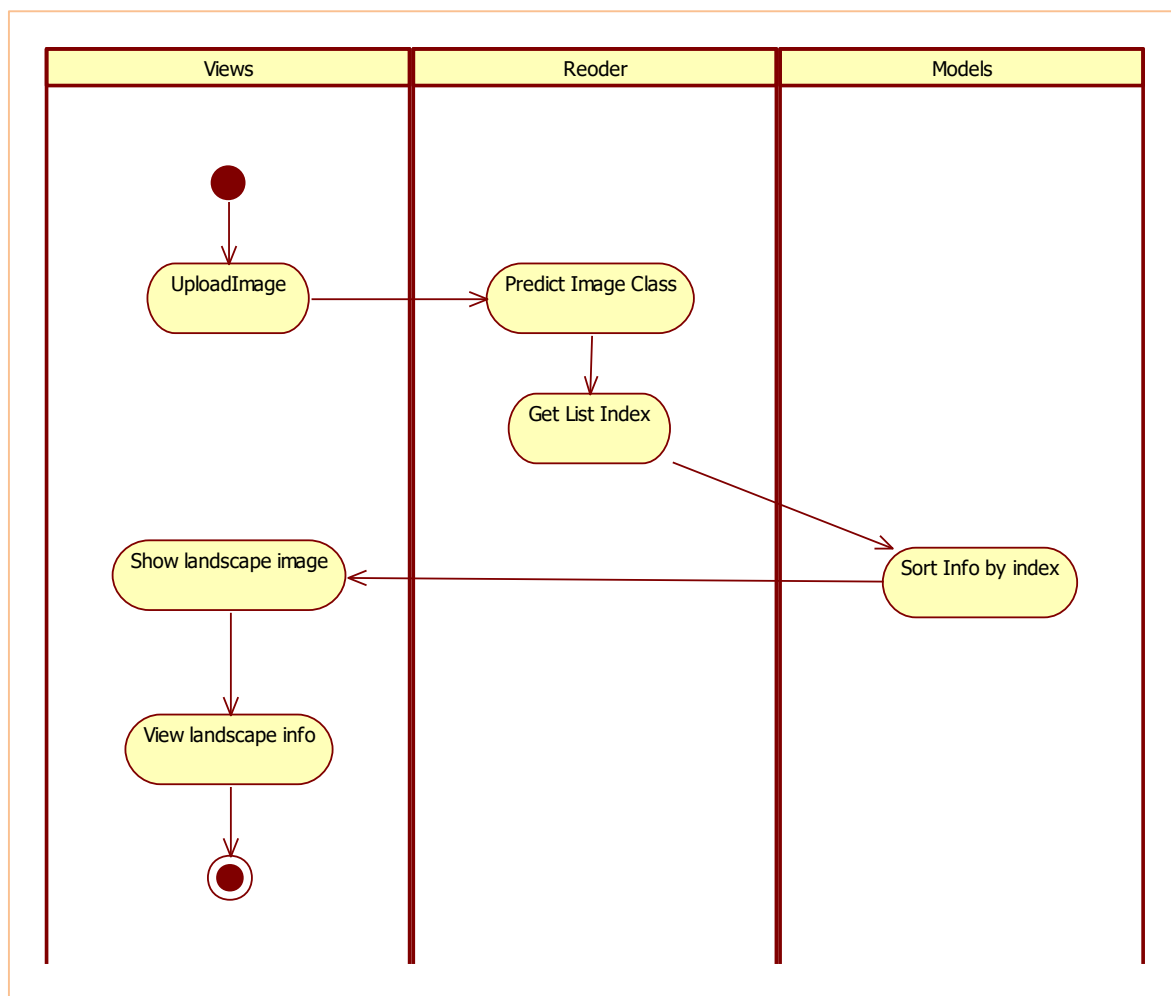 Views
Reoder
Models
UploadImage
Predict Image Class
Get List Index
Show landscape image
Sort Info by index
View landscape info